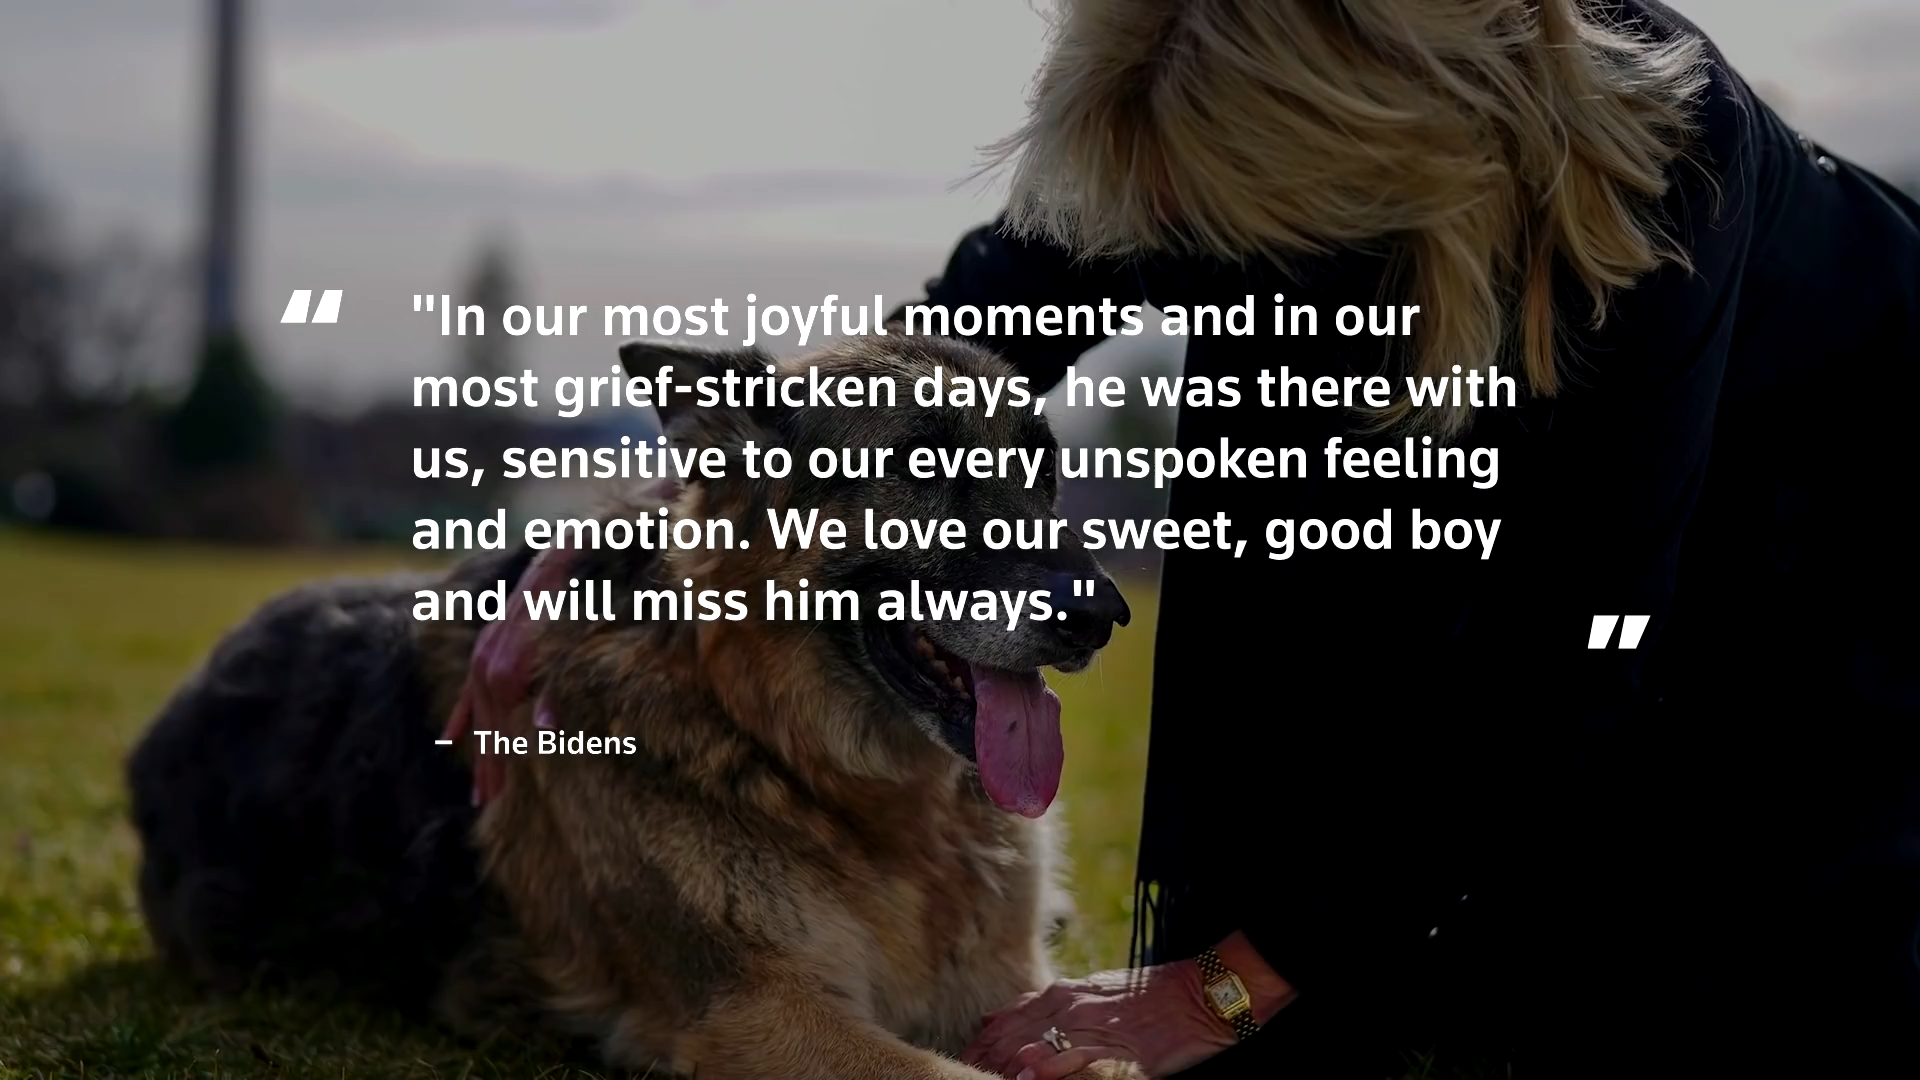 "In our most joyful moments and in our
most grief-stricken days, he was there with
us, sensitive to our every unspoken feeling
and emotion. We love our sweet, good boy
and will miss him always."
– The Bidens